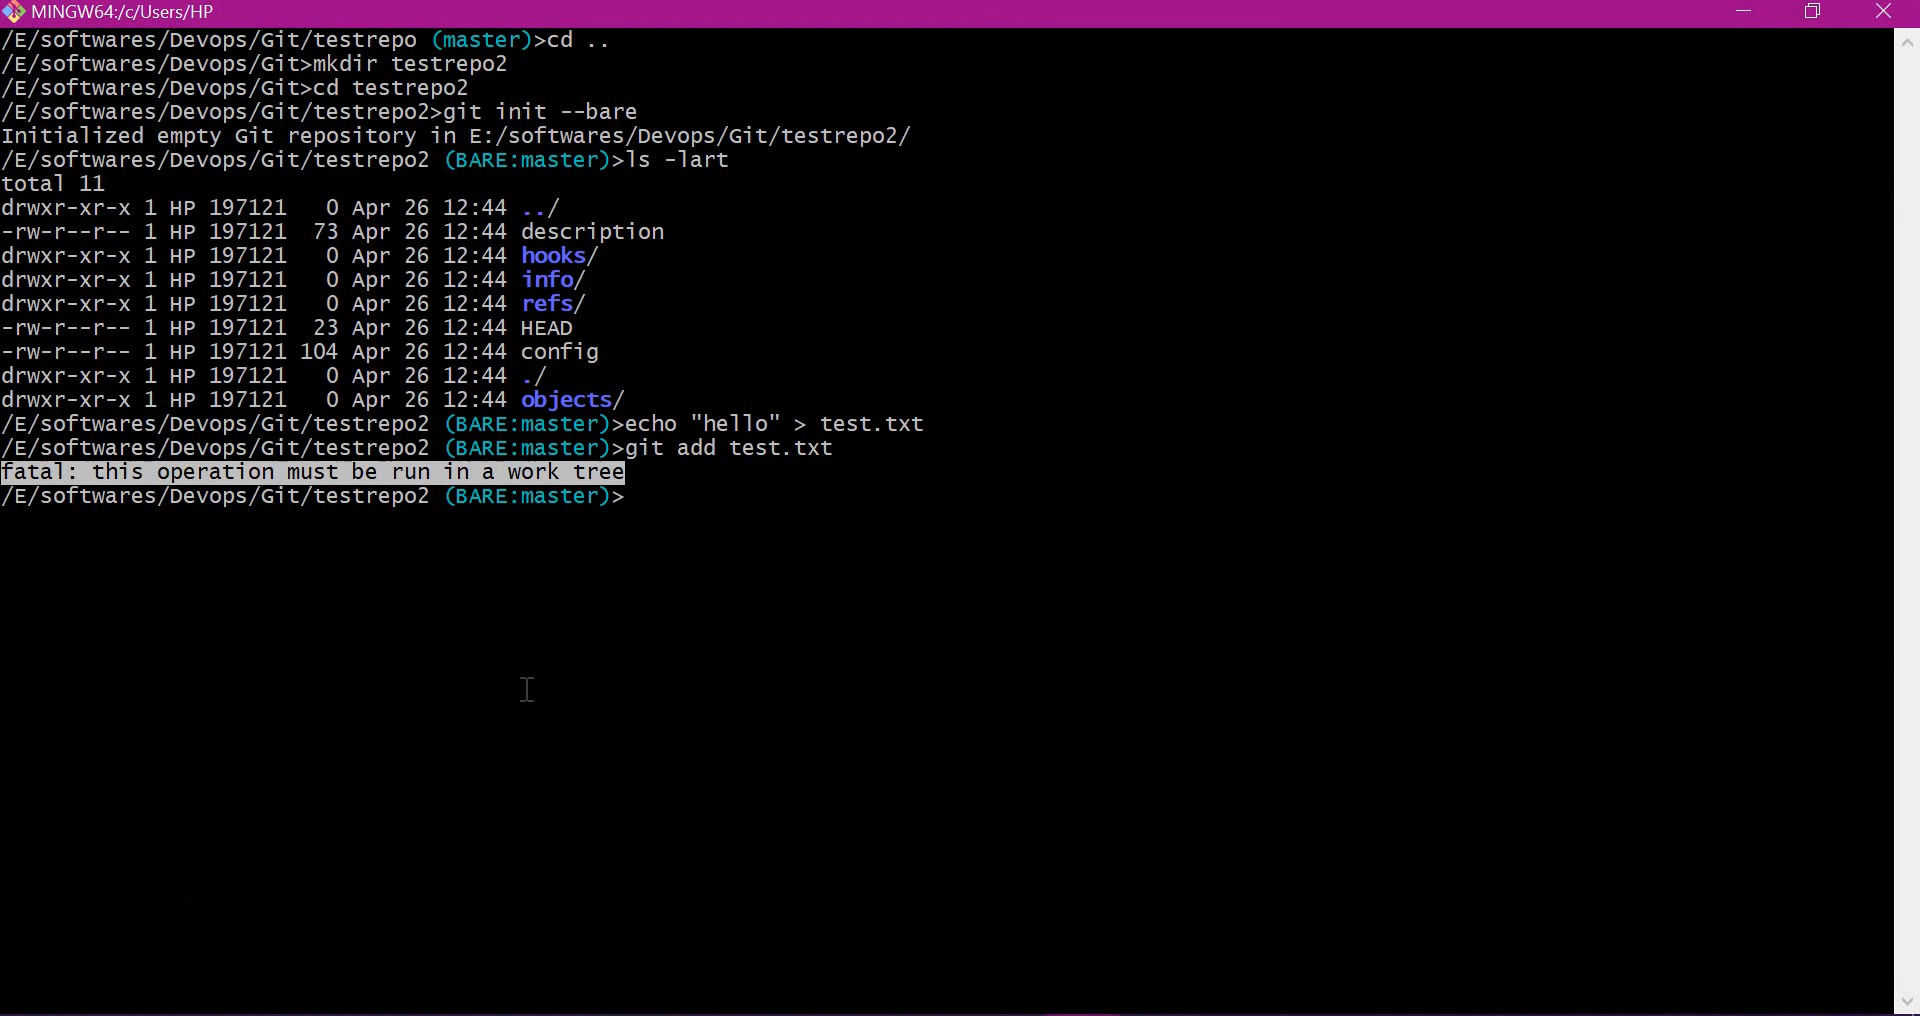 MINGW64:/c/Users/HP
/E/softwares/Devops/Git/testrepo (master)>cd ..
/E/softwares/Devops/Git>mkdir testrepo2
/E/softwares/Devops/Git>cd testrepo2
/E/softwares/Devops/Git/testrepo2>git init --bare
Initialized empty Git repository in E:/softwares/Devops/Git/testrepo2/
/E/softwares/Devops/Git/testrepo2 (BARE:master)>ls -lart
total 11
drwxr-xr-x 1 HP 197121   0 Apr 26 12:44 ../
-rw-r--r-- 1 HP 197121  73 Apr 26 12:44 description
drwxr-xr-x 1 HP 197121   0 Apr 26 12:44 hooks/
drwxr-xr-x 1 HP 197121   0 Apr 26 12:44 info/
drwxr-xr-x 1 HP 197121   0 Apr 26 12:44 refs/
-rw-r--r-- 1 HP 197121  23 Apr 26 12:44 HEAD
-rw-r--r-- 1 HP 197121 104 Apr 26 12:44 config
drwxr-xr-x 1 HP 197121   0 Apr 26 12:44 ./
drwxr-xr-x 1 HP 197121   0 Apr 26 12:44 objects/
/E/softwares/Devops/Git/testrepo2 (BARE:master)>echo "hello" > test.txt
/E/softwares/Devops/Git/testrepo2 (BARE:master)>git add test.txt
fatal: this operation must be run in a work tree
/E/softwares/Devops/Git/testrepo2 (BARE:master)>